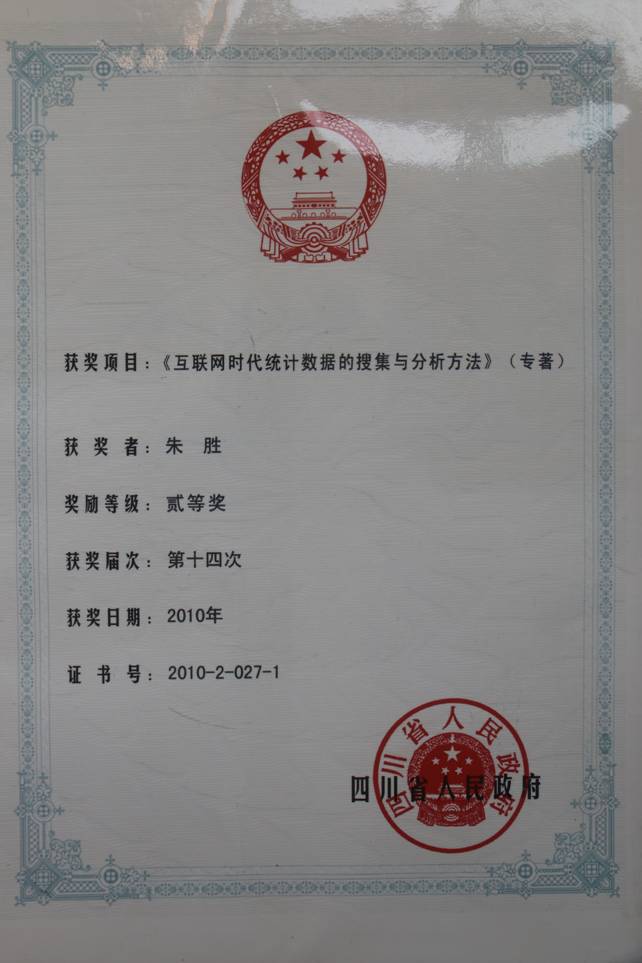 获奖项目：《互联网时代统计数据的搜集与分析方法》（专著）
获奖者：朱 胜
奖励等级：贰等奖
获奖届次：第十四次
获奖日期：2010年
证书号：2010-2-027-1
四川省人民政府
四川省人民政府